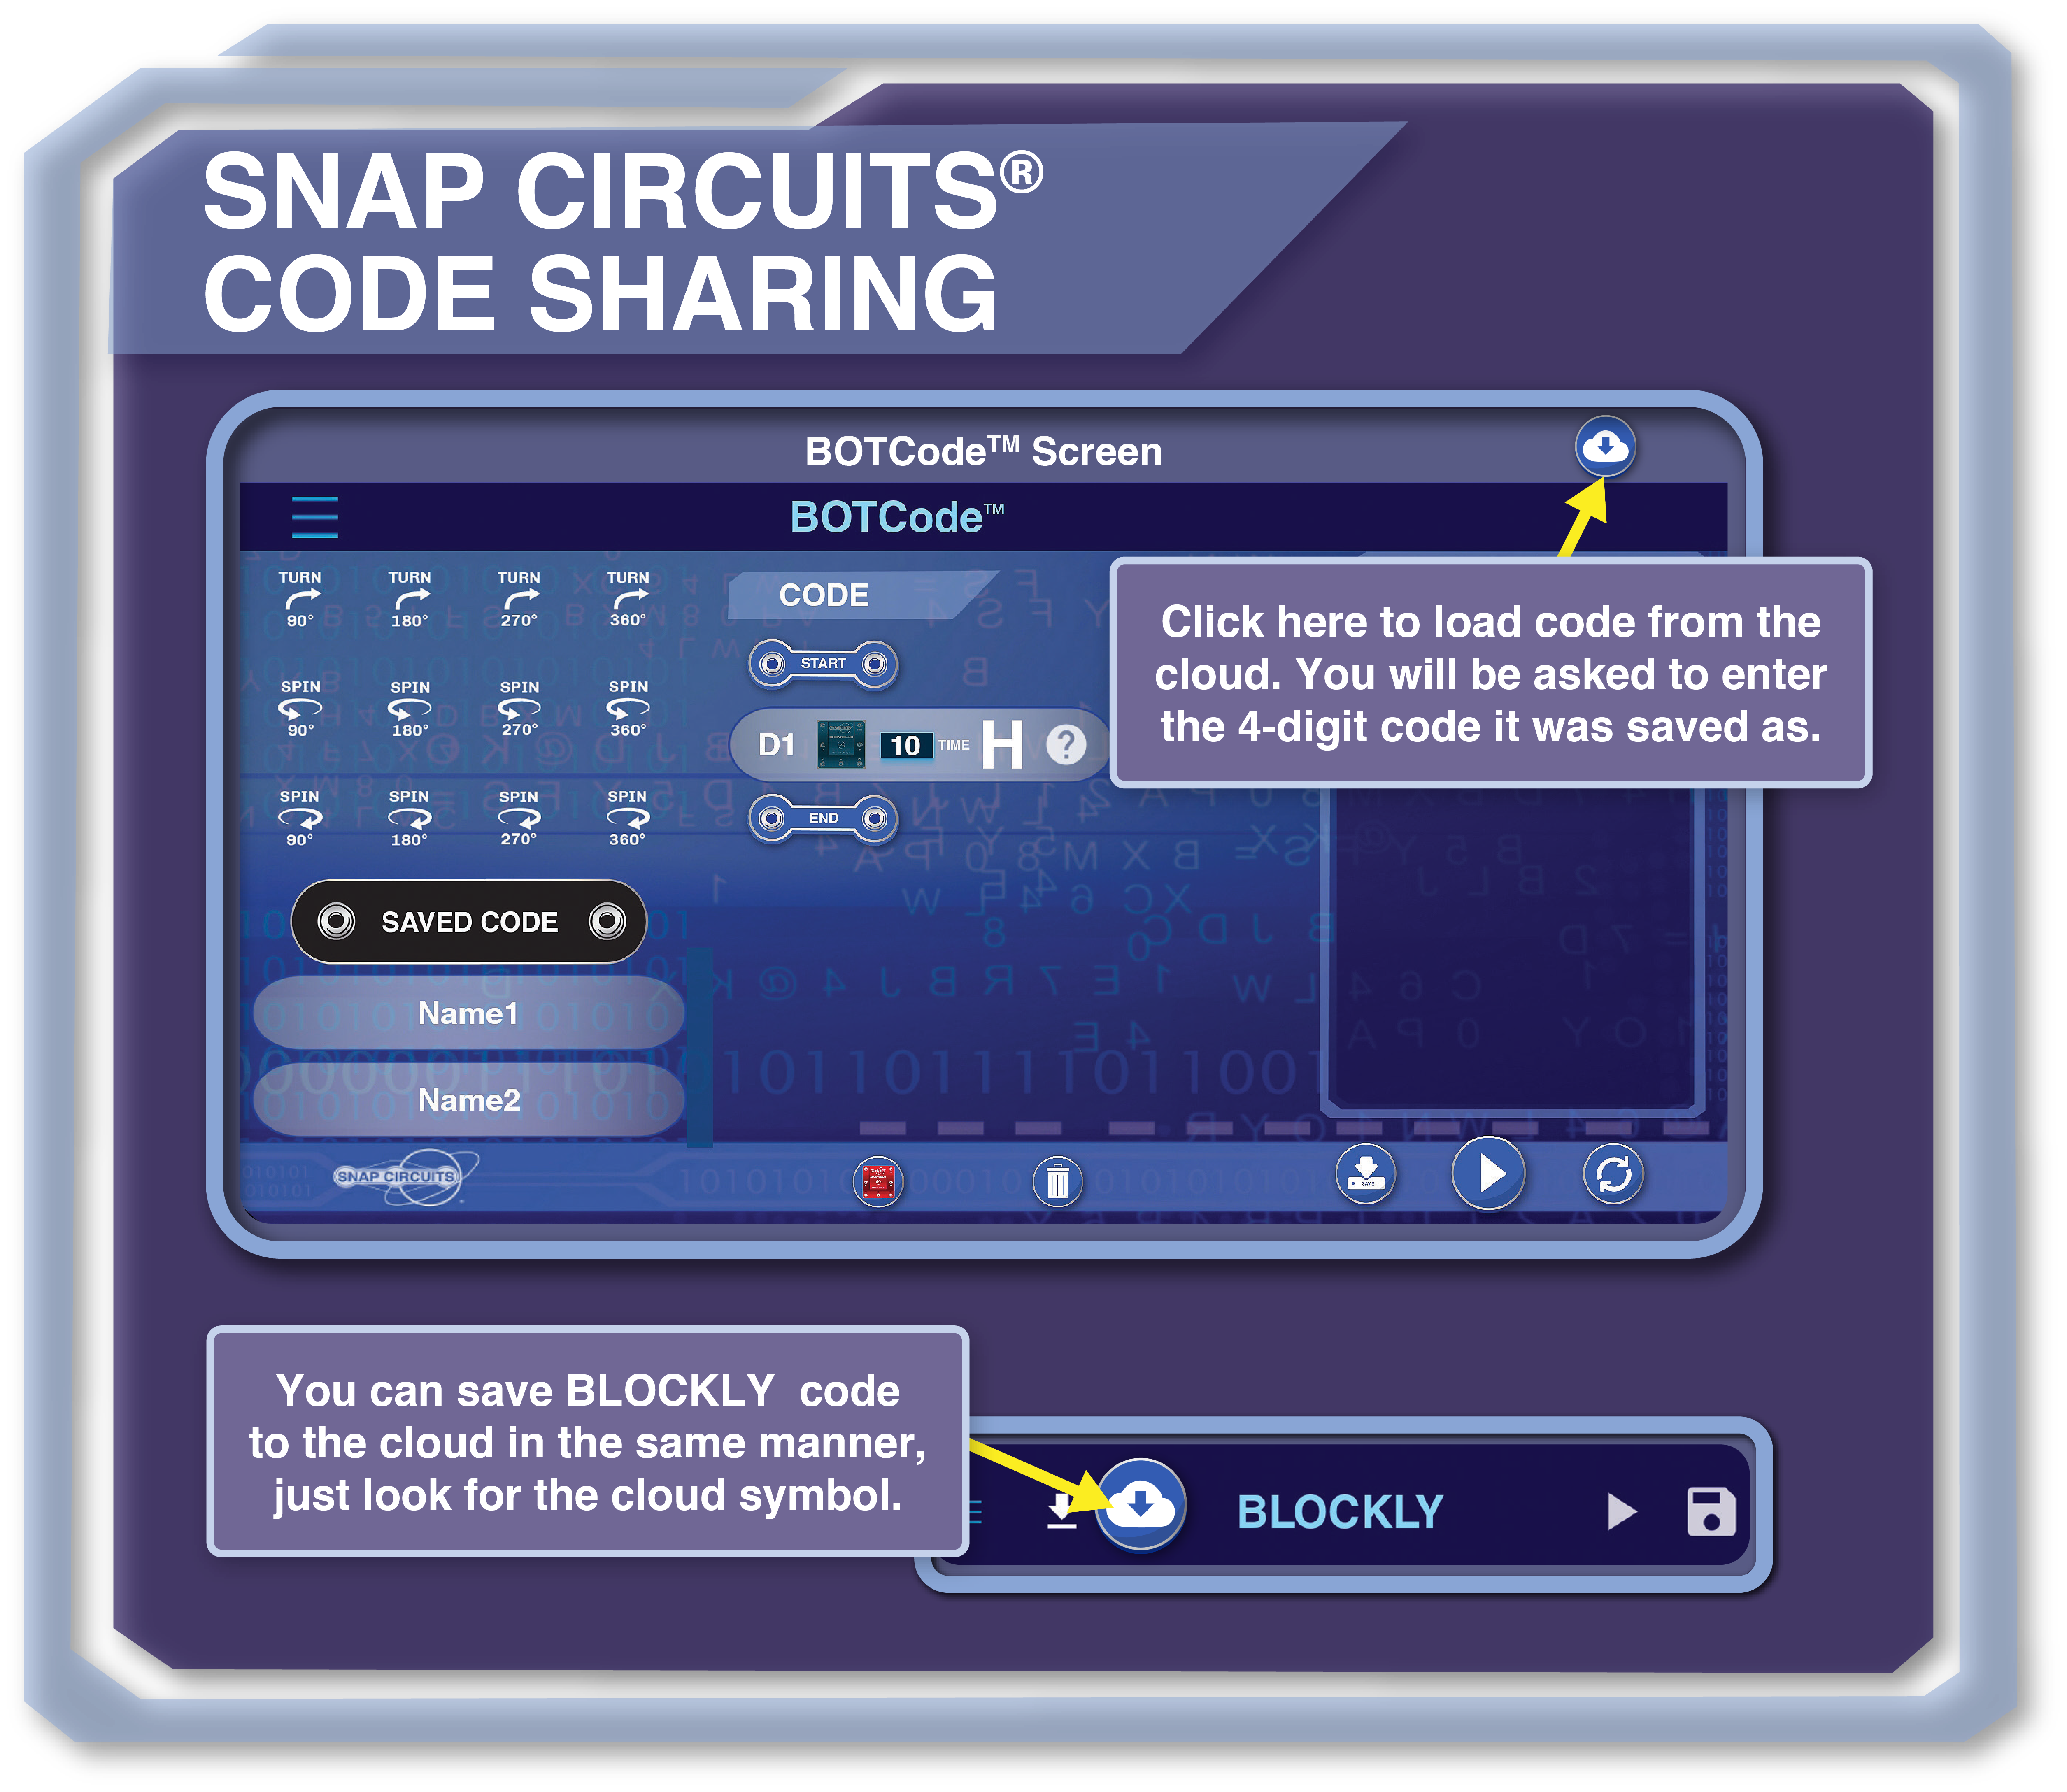 SNAP CIRCUITS®
CODE SHARING
BOTCode™ Screen
BOTCode™
TURN TURN TURN TURN
90° 180° 270° 360°
SPIN SPIN SPIN SPIN
90° 180° 270° 360°
SPIN SPIN SPIN SPIN
90° 180° 270° 360°
SAVED CODE
Name1
Name2
CODE
START
D1 10 TIME H ?
END
Click here to load code from the
cloud. You will be asked to enter
the 4-digit code it was saved as.
SNAP CIRCUITS
SAVE
You can save BLOCKLY code
to the cloud in the same manner,
just look for the cloud symbol.
BLOCKLY